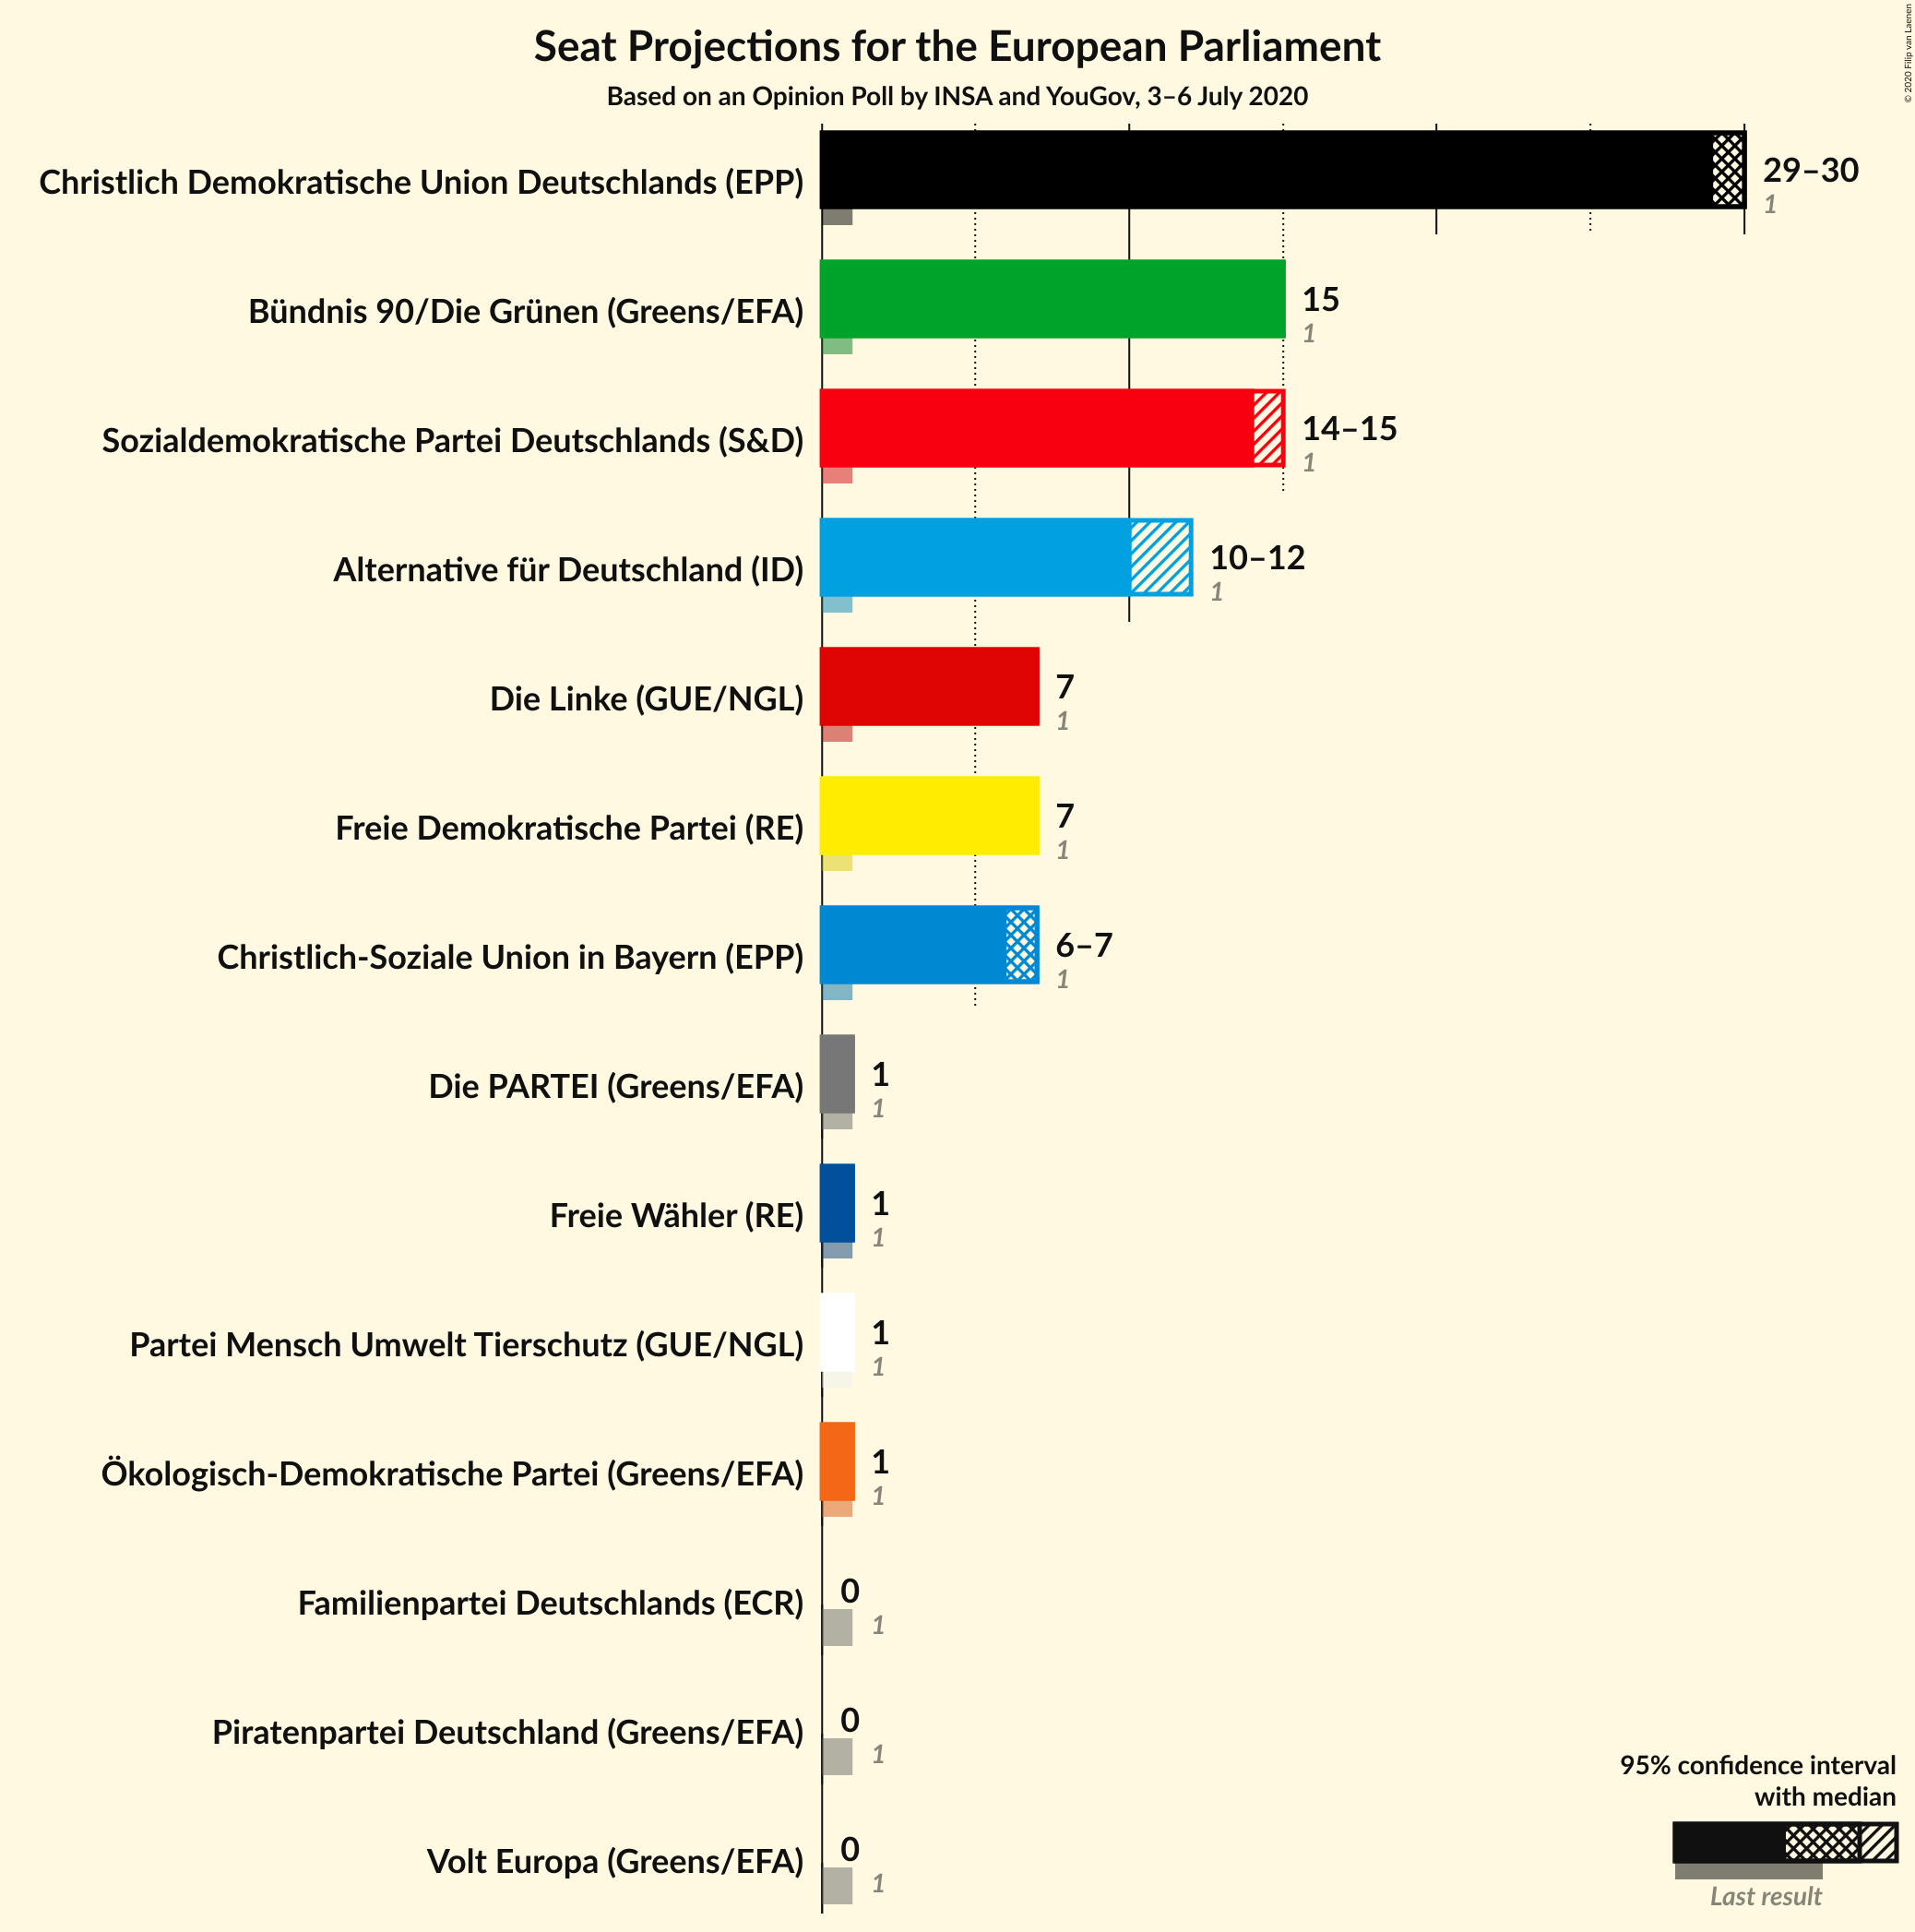 © 2020 Filip van Laenen
Seat Projections for the European Parliament
Based on an Opinion Poll by INSA and YouGov, 3–6 July 2020
Christlich Demokratische Union Deutschlands (EPP)
29–30
1
Bündnis 90/Die Grünen (Greens/EFA)
15
1
Sozialdemokratische Partei Deutschlands (S&D)
14–15
1
Alternative für Deutschland (ID)
10–12
1
Die Linke (GUE/NGL)
7
1
Freie Demokratische Partei (RE)
7
1
Christlich-Soziale Union in Bayern (EPP)
6–7
1
Die PARTEI (Greens/EFA)
1
1
Freie Wähler (RE)
1
1
Partei Mensch Umwelt Tierschutz (GUE/NGL)
1
1
Ökologisch-Demokratische Partei (Greens/EFA)
1
1
Familienpartei Deutschlands (ECR)
0
1
Piratenpartei Deutschland (Greens/EFA)
0
1
Volt Europa (Greens/EFA)
0
1
95% confidence interval
with median
Last result